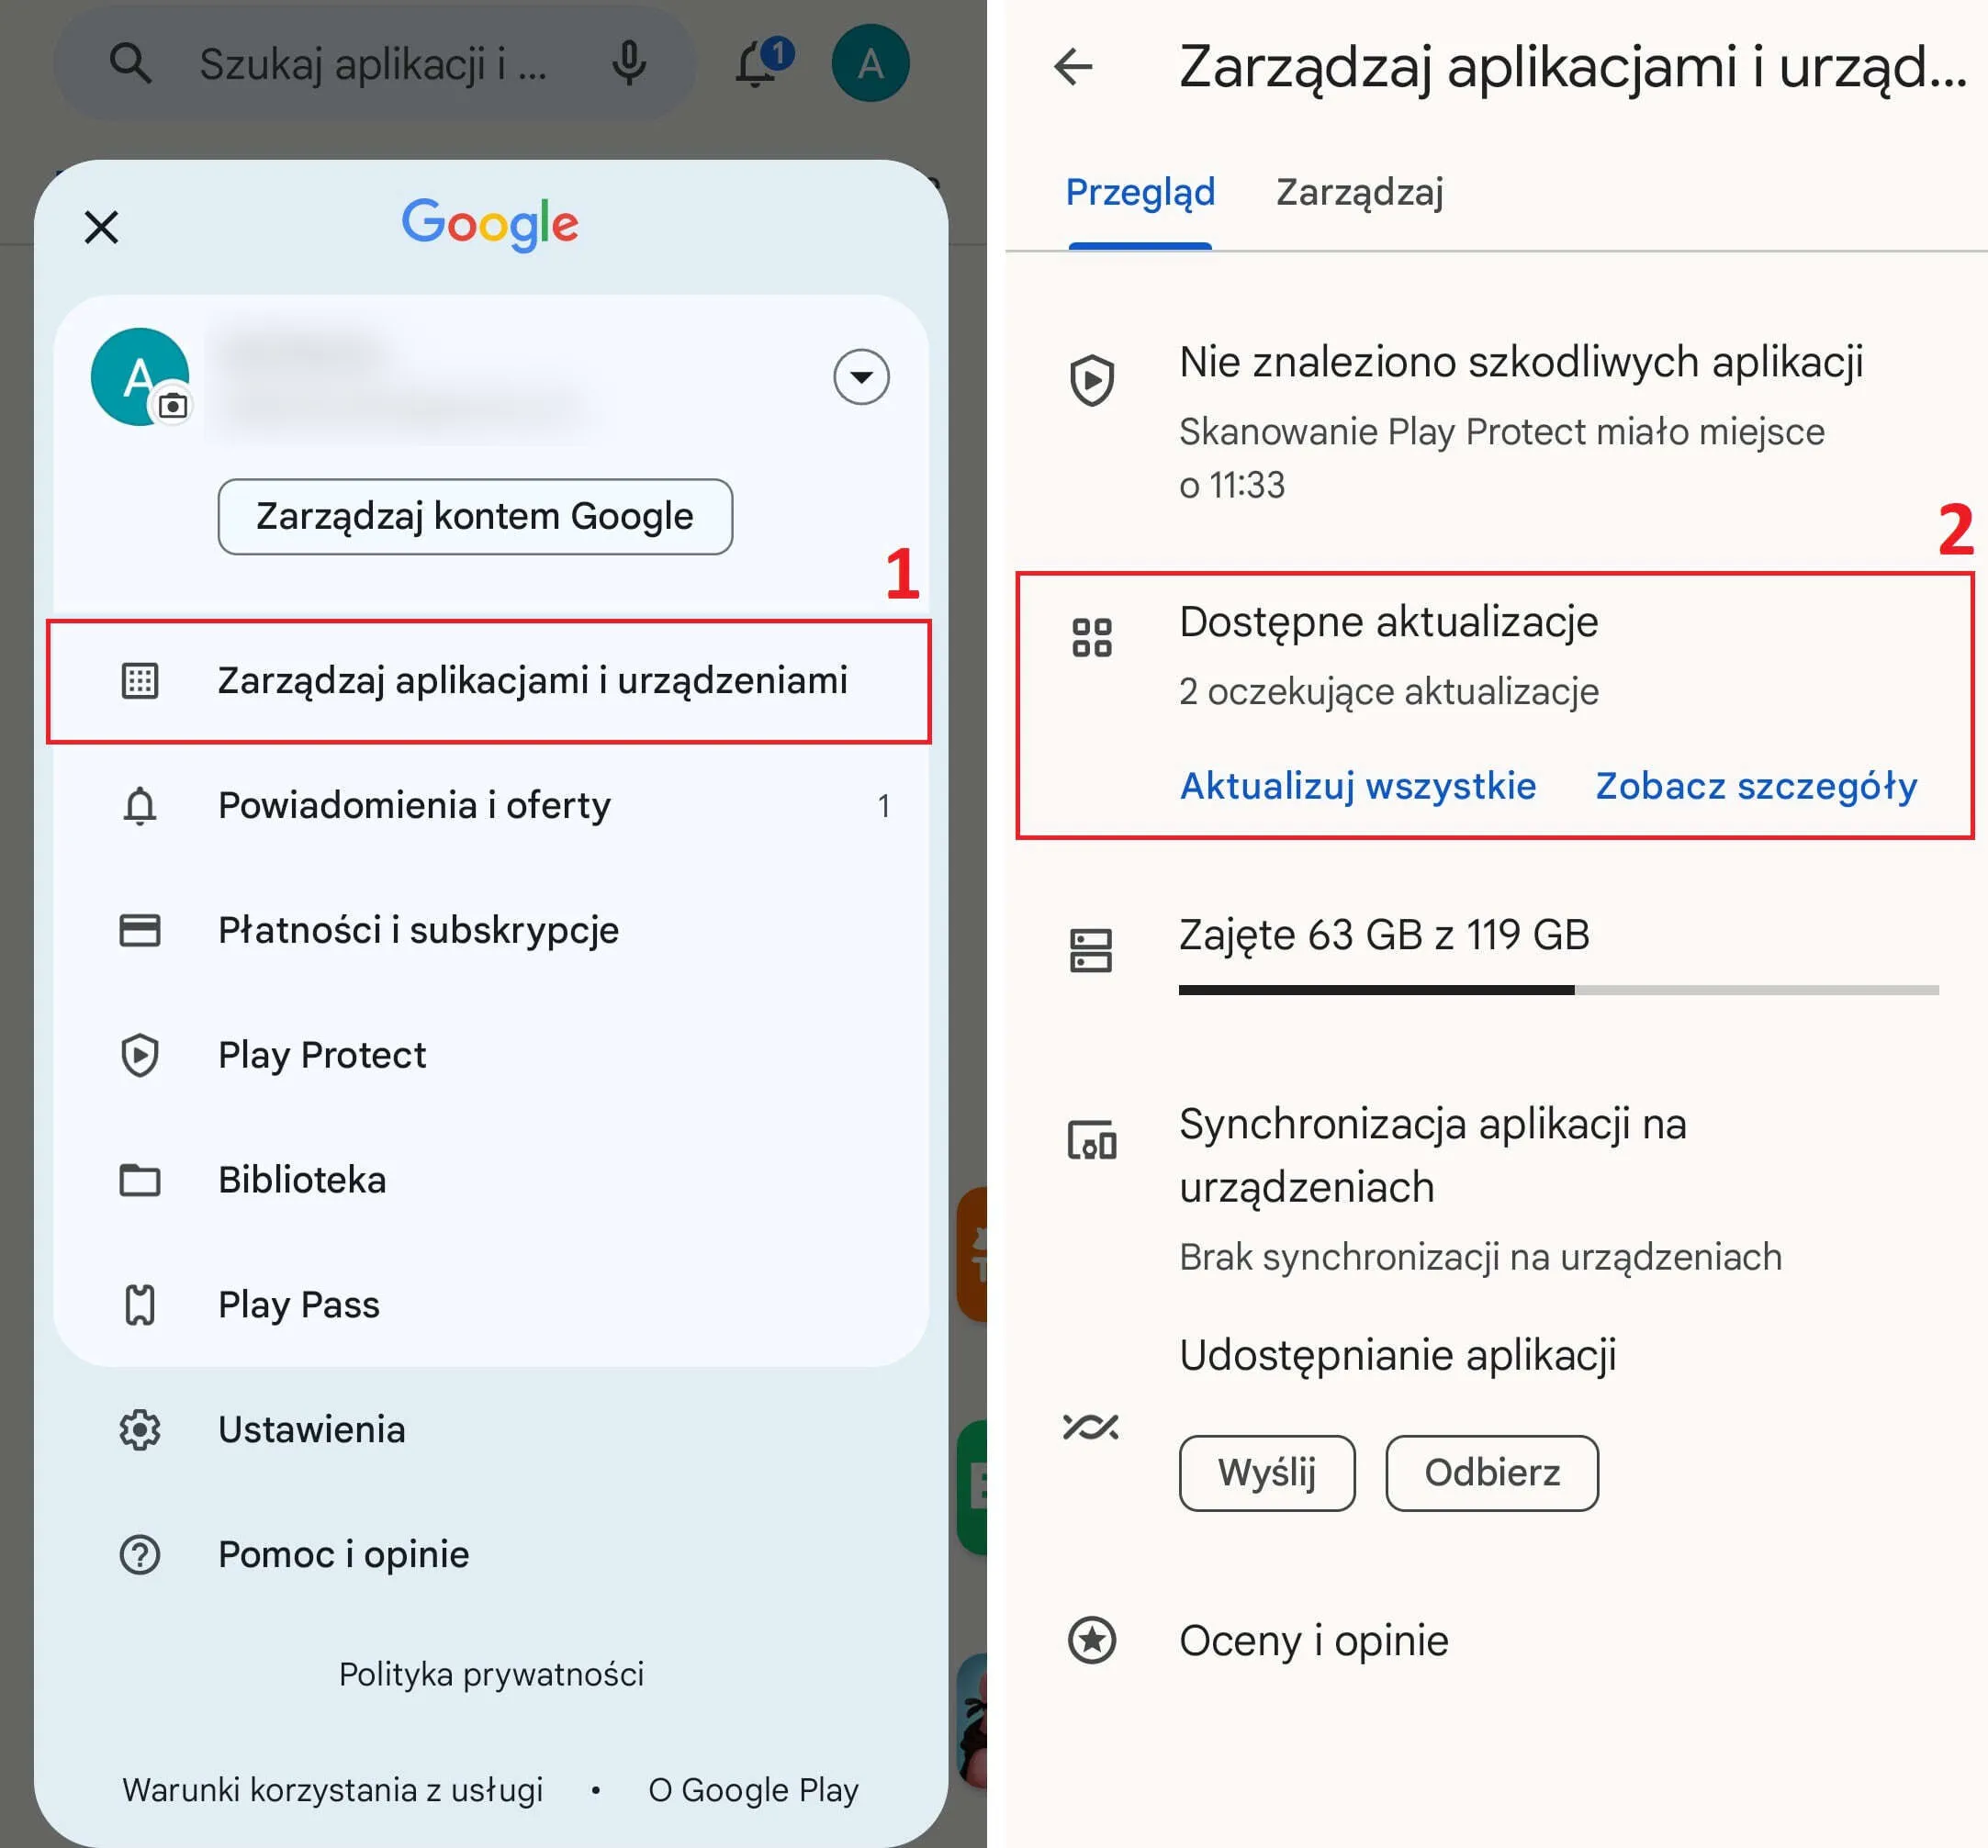 Szukaj aplikacji i ...
1
A
Google
A
Zarządzaj kontem Google
1
Zarządzaj aplikacjami i urządzeniami
Powiadomienia i oferty
1
Płatności i subskrypcje
Play Protect
Biblioteka
Play Pass
Ustawienia
Pomoc i opinie
Polityka prywatności
Warunki korzystania z usługi • O Google Play
Zarządzaj aplikacjami i urząd...
Przegląd
Zarządzaj
Nie znaleziono szkodliwych aplikacji
Skanowanie Play Protect miało miejsce
o 11:33
2
Dostępne aktualizacje
2 oczekujące aktualizacje
Aktualizuj wszystkie
Zobacz szczegóły
Zajęte 63 GB z 119 GB
Synchronizacja aplikacji na
urządzeniach
Brak synchronizacji na urządzeniach
Udostępnianie aplikacji
Wyślij
Odbierz
Oceny i opinie